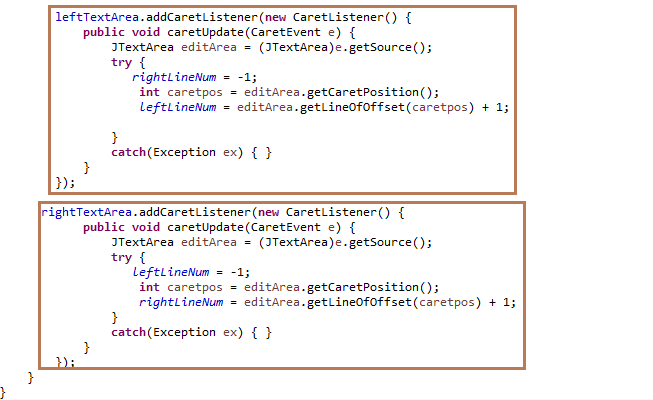 leftTextArea.addCaretListener(new CaretListener() {
    public void caretUpdate(CaretEvent e) {
        JTextArea editArea = (JTextArea)e.getSource();
        try {
           rightLineNum = -1;
            int caretpos = editArea.getCaretPosition();
            leftLineNum = editArea.getLineOfOffset(caretpos) + 1;
        }
        catch(Exception ex) { }
    }
});
rightTextArea.addCaretListener(new CaretListener() {
    public void caretUpdate(CaretEvent e) {
        JTextArea editArea = (JTextArea)e.getSource();
        try {
           leftLineNum = -1;
            int caretpos = editArea.getCaretPosition();
            rightLineNum = editArea.getLineOfOffset(caretpos) + 1;
        }
        catch(Exception ex) { }
    }
});
}
}